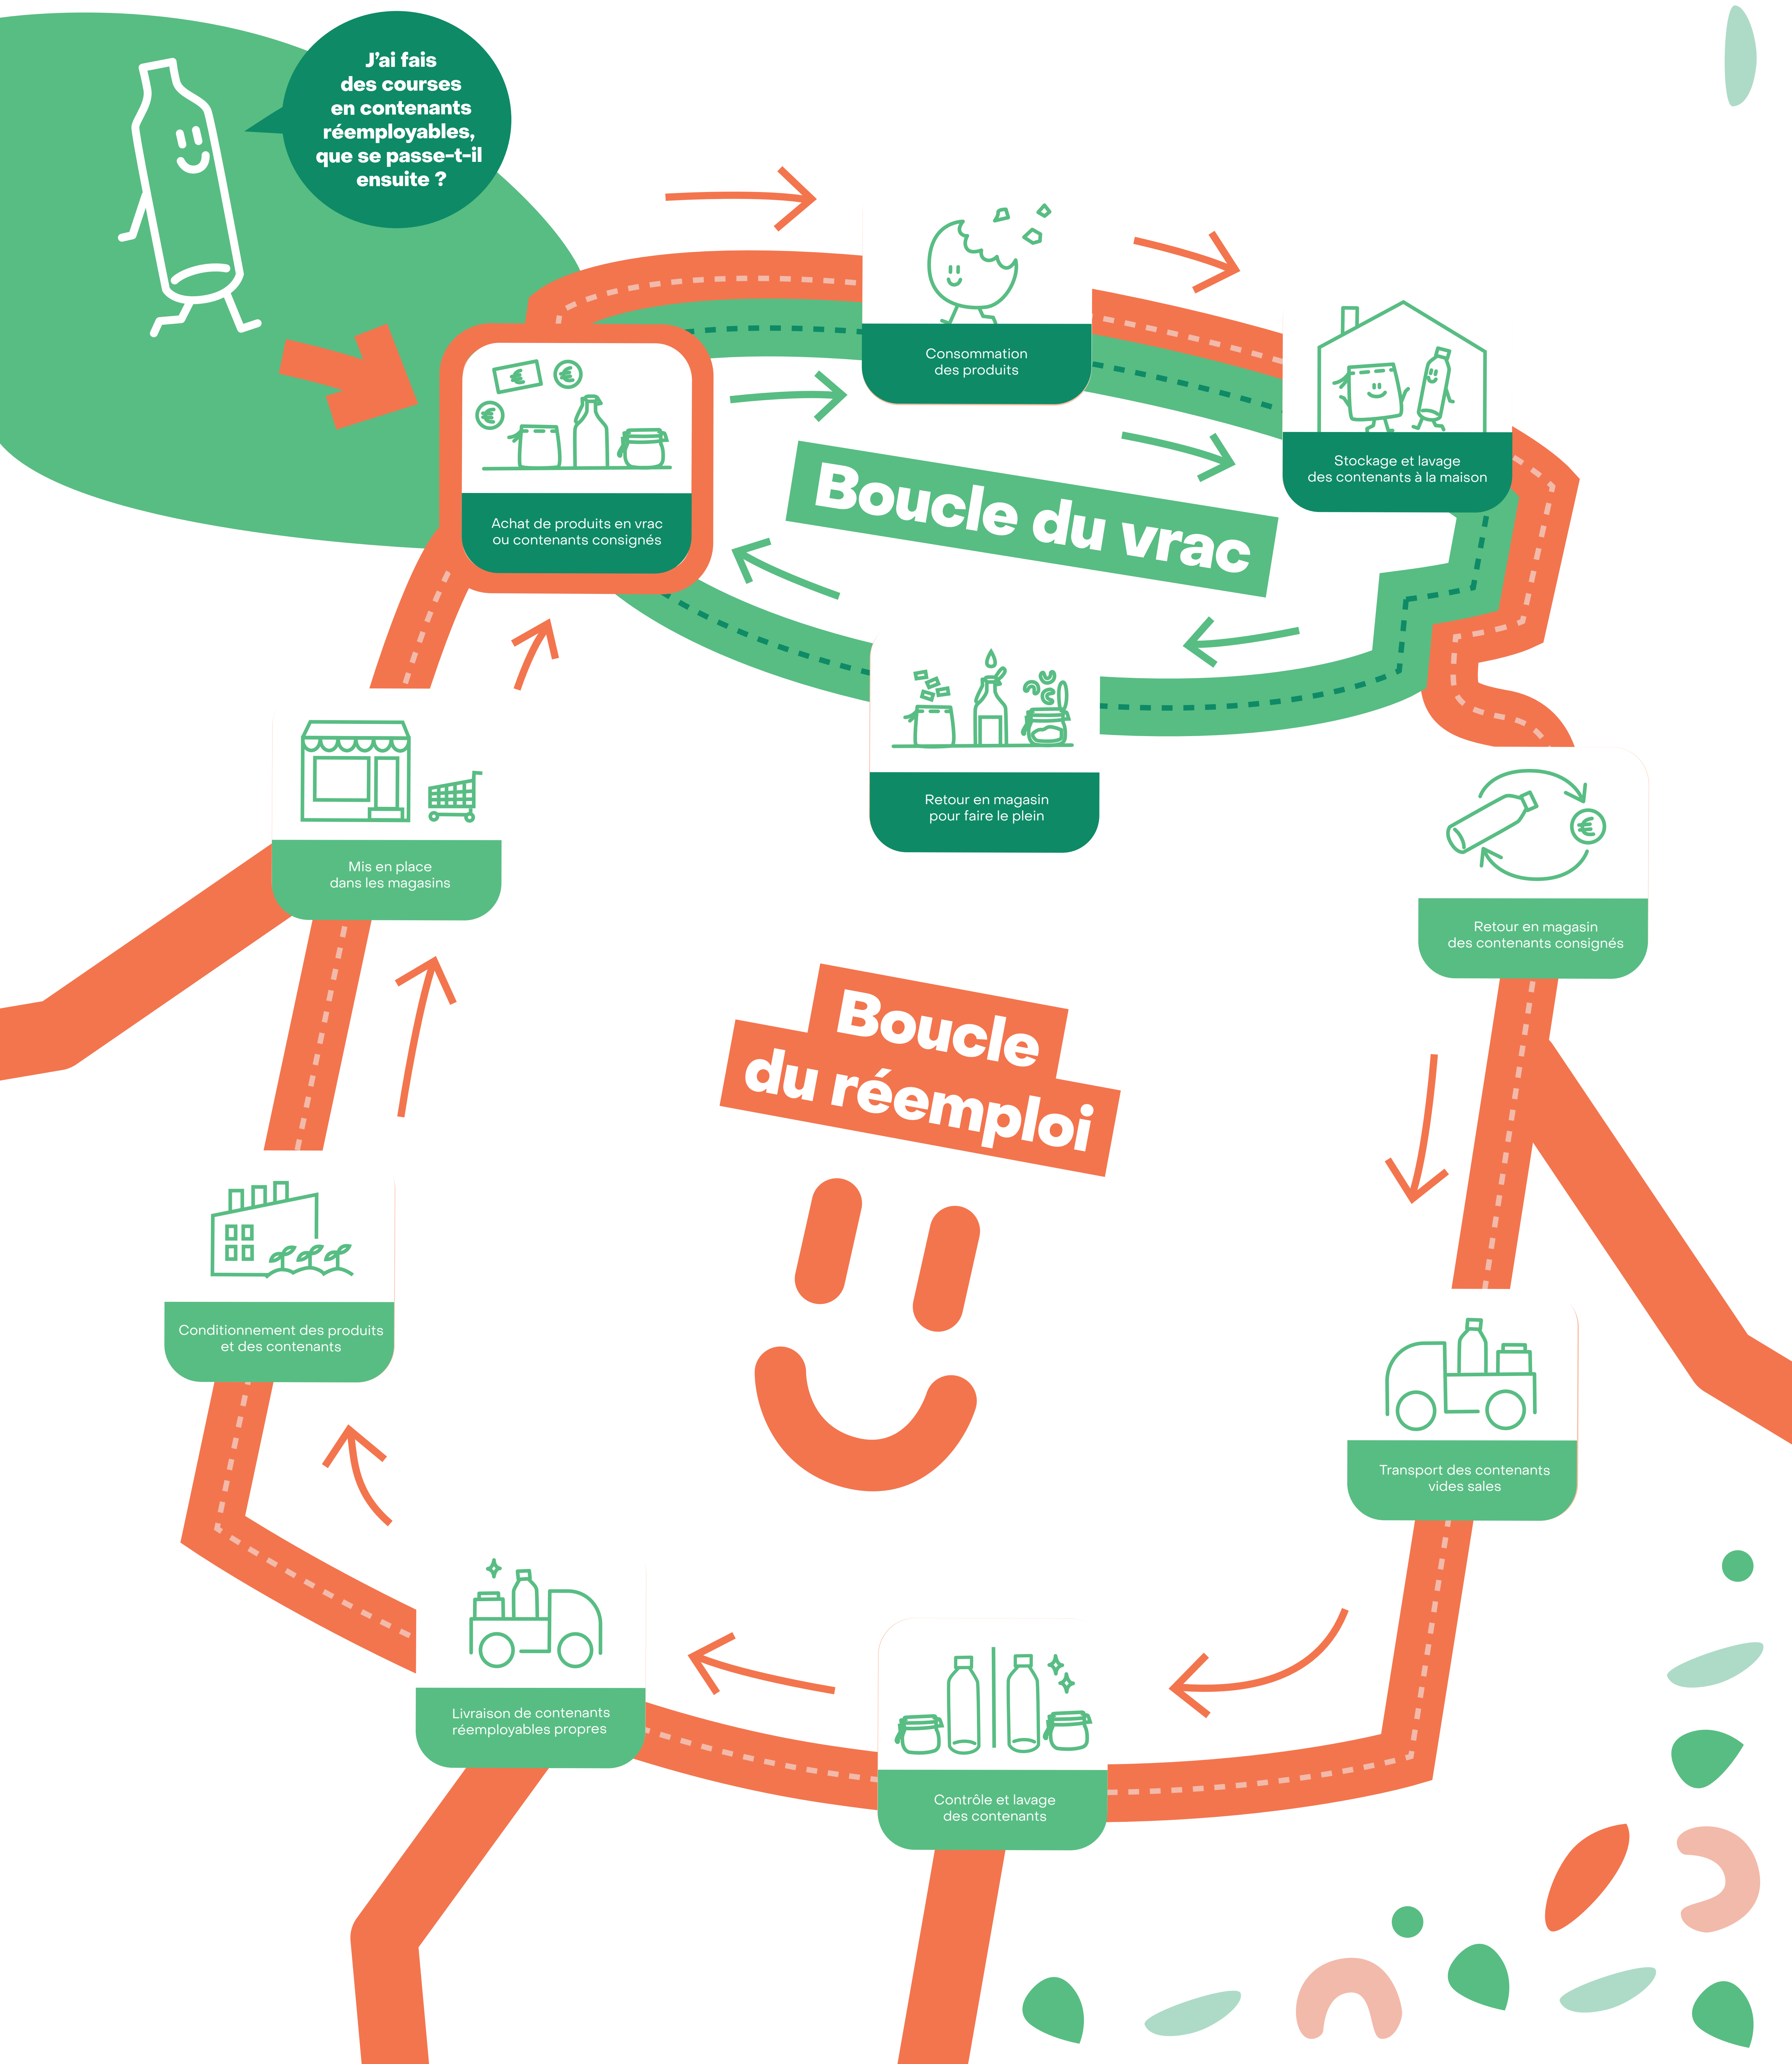 J'ai fais
des courses
en contenants
réemployables,
que se passe-t-il
ensuite ?
Consommation
des produits
Stockage et lavage
des contenants à la maison
Achat de produits en vrac
ou contenants consignés
Boucle du vrac
Retour en magasin
pour faire le plein
Mis en place
dans les magasins
Retour en magasin
des contenants consignés
Boucle
du réemploi
Conditionnement des produits
et des contenants
Transport des contenants
vides sales
Livraison de contenants
réemployables propres
Contrôle et lavage
des contenants